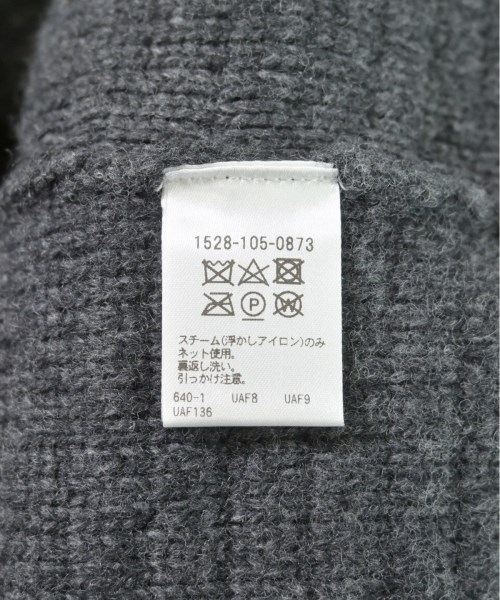 1528-105-0873
P W
スチーム(浮かしアイロン)のみ
ネット使用。
裏返し洗い。
引っかけ注意。
640-1 UAF8 UAF9
UAF136